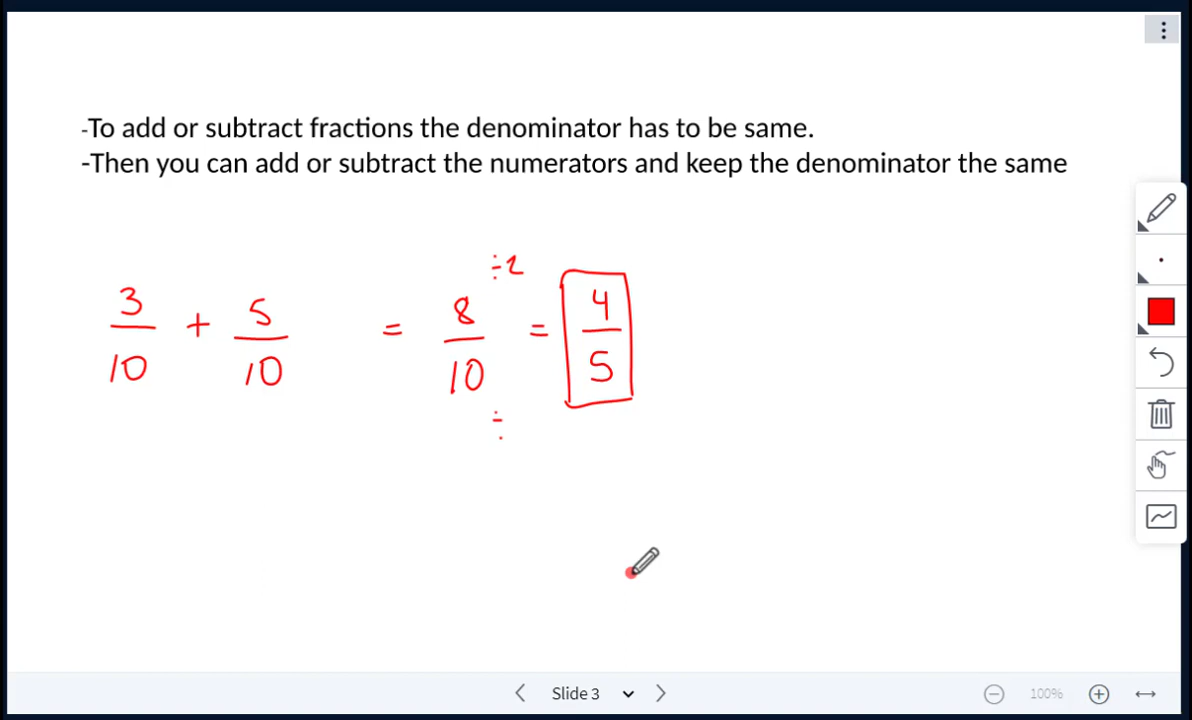 -To add or subtract fractions the denominator has to be same.
-Then you can add or subtract the numerators and keep the denominator the same
÷2
3/10 + 5/10 = 8/10 = 4/5
÷
Slide 3
100%